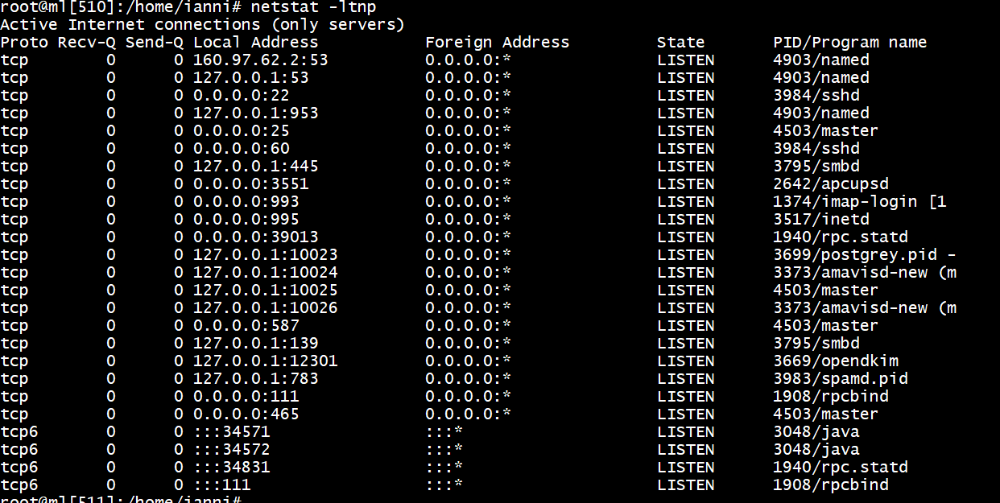 root@ml[510]:/home/ianni# netstat -ltnp
Active Internet connections (only servers)
Proto Recv-Q Send-Q Local Address           Foreign Address         State       PID/Program name
tcp        0      0 160.97.62.2:53          0.0.0.0:*               LISTEN      4903/named
tcp        0      0 127.0.0.1:53            0.0.0.0:*               LISTEN      4903/named
tcp        0      0 0.0.0.0:22              0.0.0.0:*               LISTEN      3984/sshd
tcp        0      0 127.0.0.1:953           0.0.0.0:*               LISTEN      4903/named
tcp        0      0 0.0.0.0:25              0.0.0.0:*               LISTEN      4503/master
tcp        0      0 0.0.0.0:60              0.0.0.0:*               LISTEN      3984/sshd
tcp        0      0 127.0.0.1:445           0.0.0.0:*               LISTEN      3795/smbd
tcp        0      0 0.0.0.0:3551            0.0.0.0:*               LISTEN      2642/apcupsd
tcp        0      0 0.0.0.0:993             0.0.0.0:*               LISTEN      1374/imap-login [1
tcp        0      0 0.0.0.0:995             0.0.0.0:*               LISTEN      3517/inetd
tcp        0      0 0.0.0.0:39013           0.0.0.0:*               LISTEN      1940/rpc.statd
tcp        0      0 127.0.0.1:10023         0.0.0.0:*               LISTEN      3699/postgrey.pid -
tcp        0      0 127.0.0.1:10024         0.0.0.0:*               LISTEN      3373/amavisd-new (m
tcp        0      0 127.0.0.1:10025         0.0.0.0:*               LISTEN      4503/master
tcp        0      0 127.0.0.1:10026         0.0.0.0:*               LISTEN      3373/amavisd-new (m
tcp        0      0 0.0.0.0:587             0.0.0.0:*               LISTEN      4503/master
tcp        0      0 127.0.0.1:139           0.0.0.0:*               LISTEN      3795/smbd
tcp        0      0 127.0.0.1:12301         0.0.0.0:*               LISTEN      3669/opendkim
tcp        0      0 127.0.0.1:783           0.0.0.0:*               LISTEN      3983/spamd.pid
tcp        0      0 0.0.0.0:111             0.0.0.0:*               LISTEN      1908/rpcbind
tcp        0      0 0.0.0.0:465             0.0.0.0:*               LISTEN      4503/master
tcp6       0      0 :::34571                :::*                    LISTEN      3048/java
tcp6       0      0 :::34572                :::*                    LISTEN      3048/java
tcp6       0      0 :::34831                :::*                    LISTEN      1940/rpc.statd
tcp6       0      0 :::111                  :::*                    LISTEN      1908/rpcbind
root@ml[511]:/home/ianni#